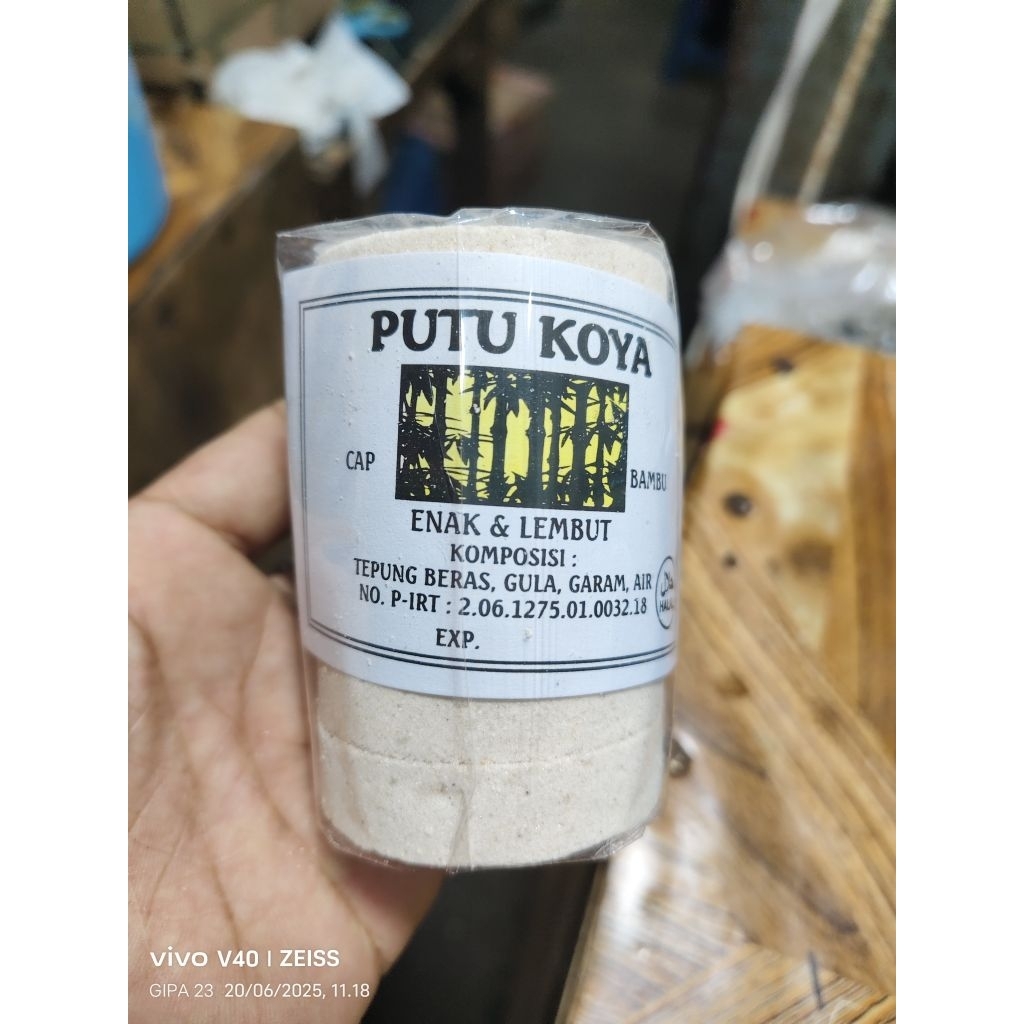 PUTU KOYA
CAP
BAMBU
ENAK & LEMBUT
KOMPOSISI :
TEPUNG BERAS, GULA, GARAM, AIR
NO. P-IRT : 2.06.1275.01.0032.18
EXP.
vivo V40 | ZEISS
GIPA 23 20/06/2025, 11.18